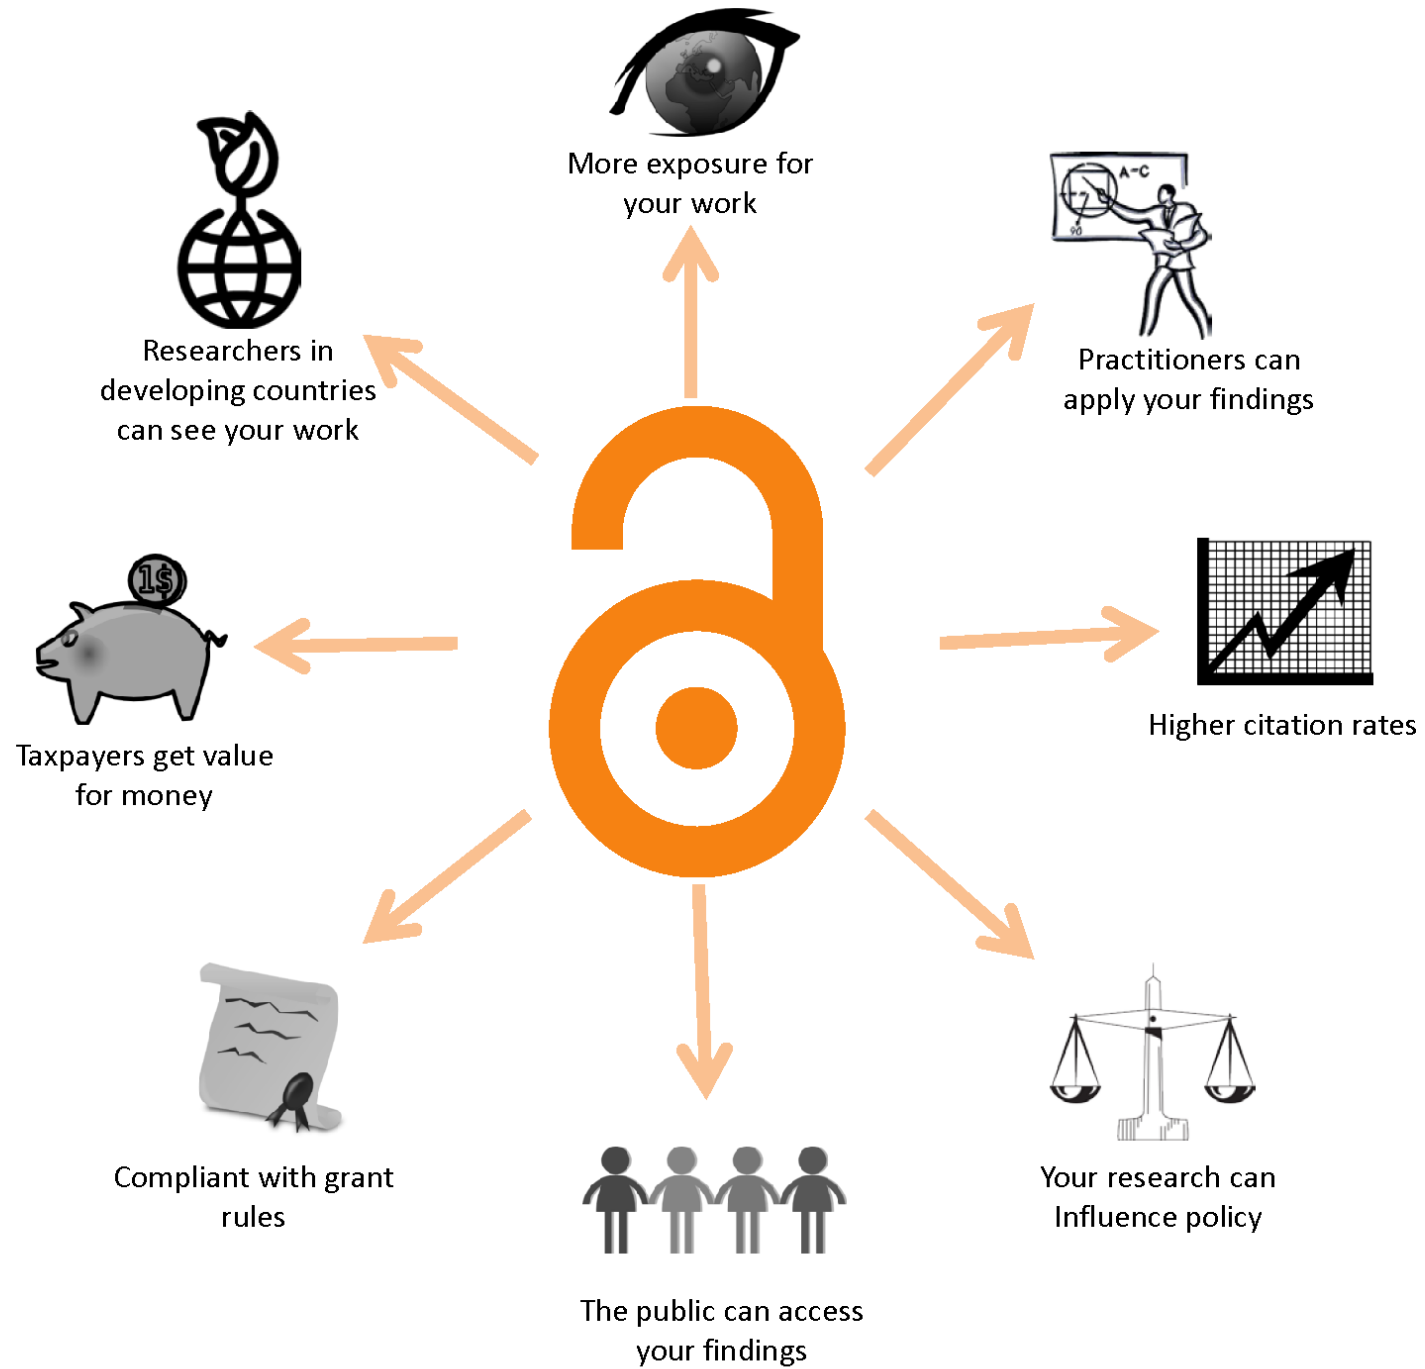 More exposure for
your work
A-C
90
Practitioners can
apply your findings
Researchers in
developing countries
can see your work
1$
Higher citation rates
Taxpayers get value
for money
Compliant with grant
rules
Your research can
Influence policy
The public can access
your findings